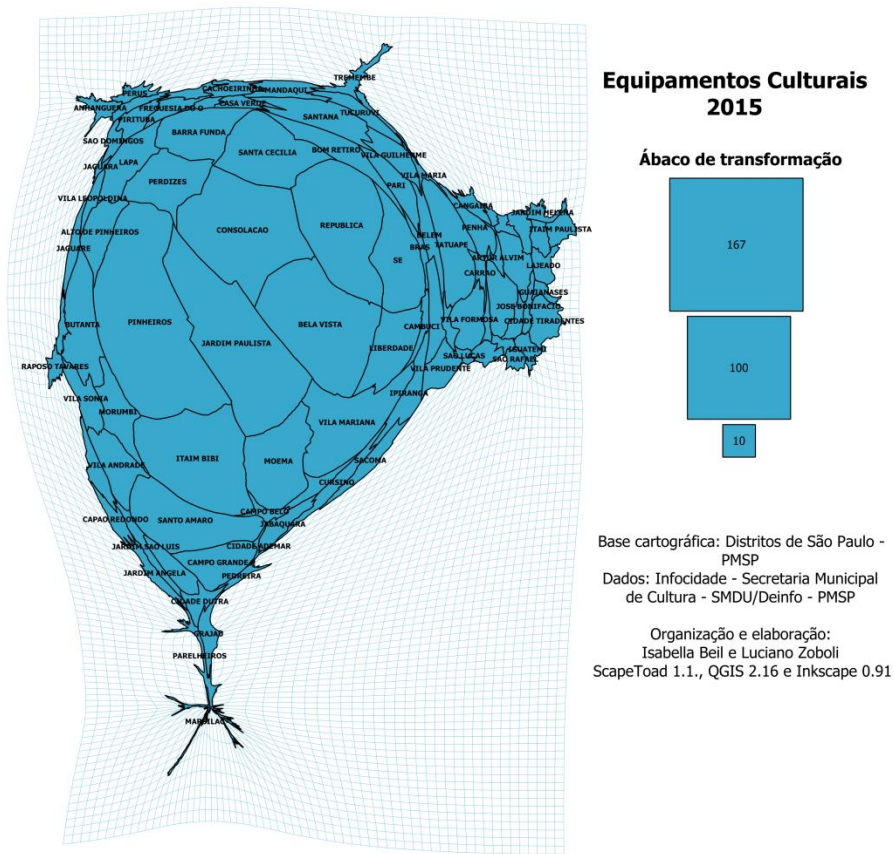 Equipamentos Culturais
2015
Ábaco de transformação
167
100
10
Base cartográfica: Distritos de São Paulo -
PMSP
Dados: Infocidade - Secretaria Municipal
de Cultura - SMDU/Deinfo - PMSP
Organização e elaboração:
Isabella Beil e Luciano Zoboli
ScapeToad 1.1., QGIS 2.16 e Inkscape 0.91
TREMEMBE
PERUS
CACHOEIRINHA
MANDAQUI
ANHANGUERA
FREGUESIA DO O
CASA VERDE
PIRITUBA
SANTANA
TUCURUVI
BARRA FUNDA
SAO DOMINGOS
SANTA CECILIA
BOM RETIRO
VILA GUILHERME
LAPA
JAGUARA
VILA MARIA
PERDIZES
PARI
VILA LEOPOLDINA
CANGAIBA
JARDIM HELENA
ALTO DE PINHEIROS
CONSOLACAO
REPUBLICA
BELEM
PENHA
ITAIM PAULISTA
JAGUARE
BRAS
TATUAPE
SE
ARTUR ALVIM
LAJEADO
CARRAO
GUAIANASES
JOSE BONIFACIO
BUTANTA
PINHEIROS
BELA VISTA
CAMBUCI
VILA FORMOSA
CIDADE TIRADENTES
JARDIM PAULISTA
LIBERDADE
SAO LUCAS
IGUATEMI
SAO RAFAEL
RAPOSO TAVARES
VILA PRUDENTE
IPIRANGA
VILA SONIA
MORUMBI
VILA MARIANA
ITAIM BIBI
MOEMA
SACOMA
VILA ANDRADE
CURSINO
CAMPO BELO
CAPAO REDONDO
SANTO AMARO
JABAQUARA
JARDIM SAO LUIS
CIDADE ADEMAR
CAMPO GRANDE
JARDIM ANGELA
PEDREIRA
CIDADE DUTRA
GRAJAU
PARELHEIROS
MARSILAC